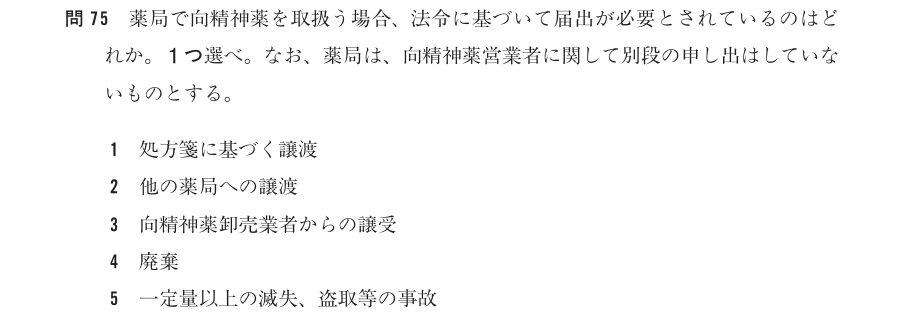 問 75　薬局で向精神薬を取扱う場合、法令に基づいて届出が必要とされているのはど
れか。１つ選べ。なお、薬局は、向精神薬営業者に関して別段の申し出はしていな
いものとする。
1　処方箋に基づく譲渡
2　他の薬局への譲渡
3　向精神薬卸売業者からの譲受
4　廃棄
5　一定量以上の滅失、盗取等の事故